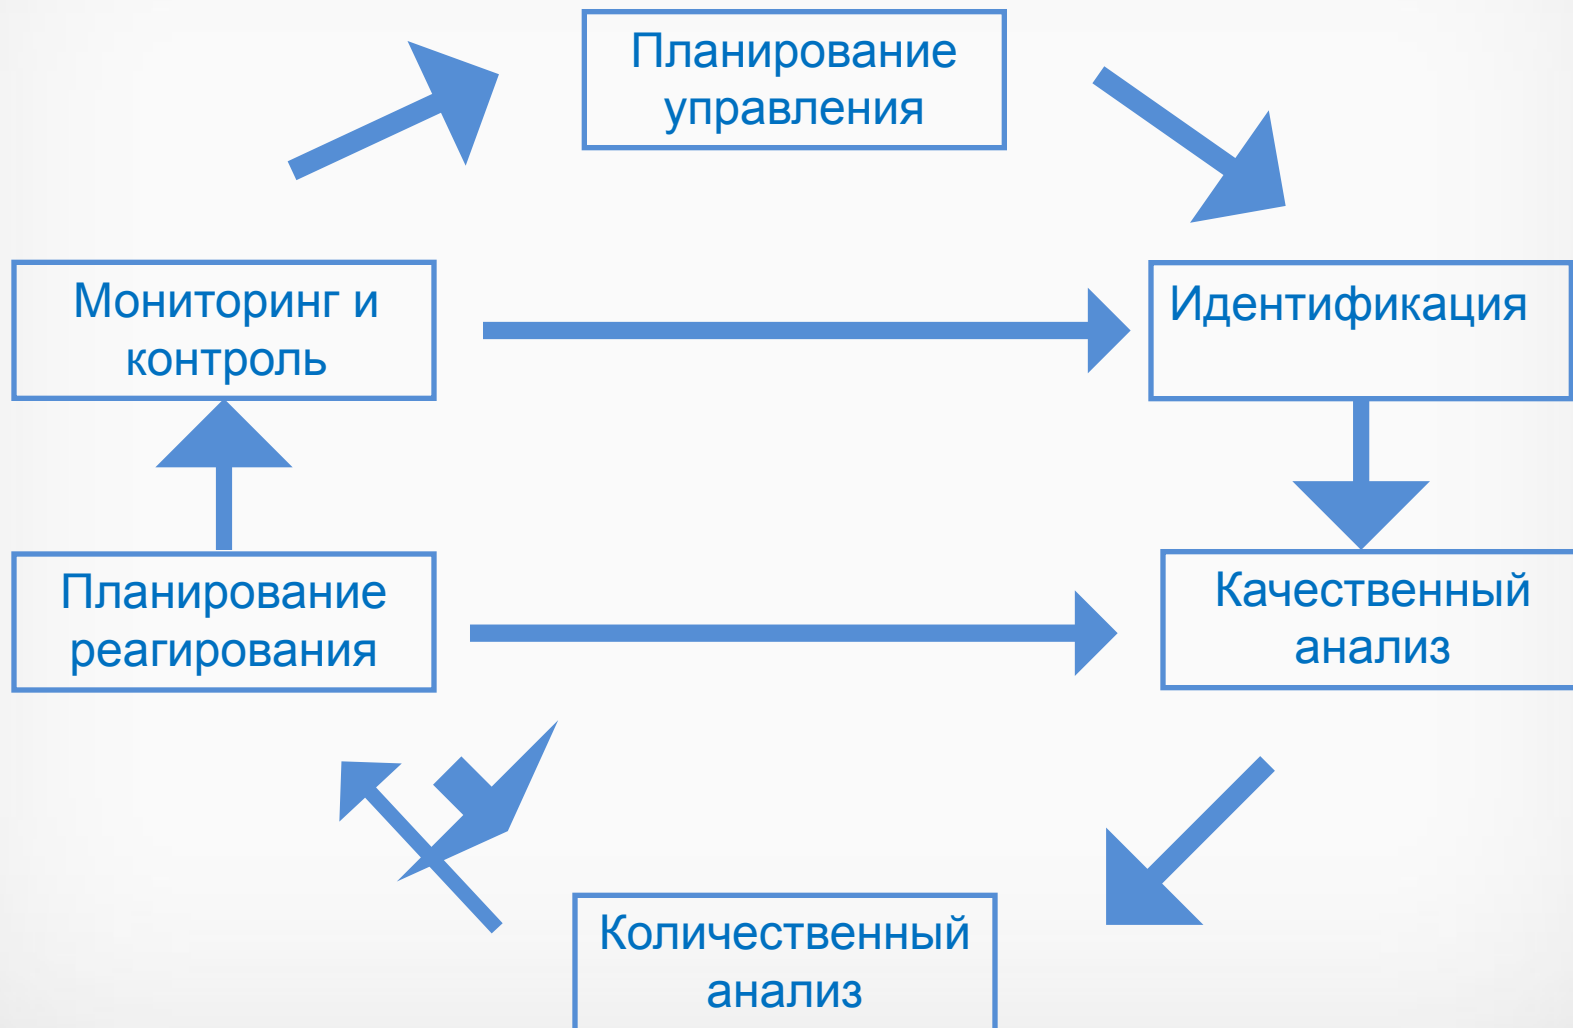 Планирование
управления
Мониторинг и
контроль
Идентификация
Планирование
реагирования
Качественный
анализ
Количественный
анализ